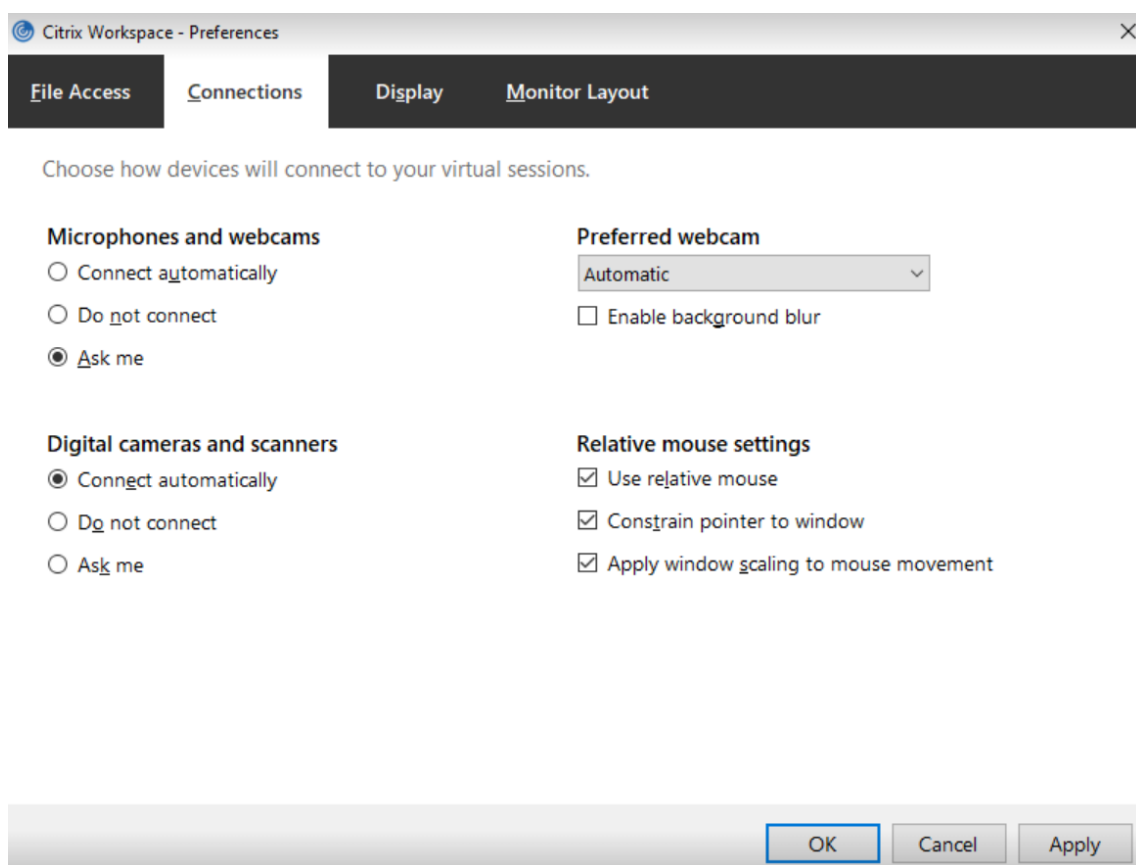 Citrix Workspace - Preferences
File Access Connections Display Monitor Layout
Choose how devices will connect to your virtual sessions.
Microphones and webcams
Connect automatically
Do not connect
Ask me
Preferred webcam
Automatic
Enable background blur
Digital cameras and scanners
Connect automatically
Do not connect
Ask me
Relative mouse settings
Use relative mouse
Constrain pointer to window
Apply window scaling to mouse movement
OK Cancel Apply